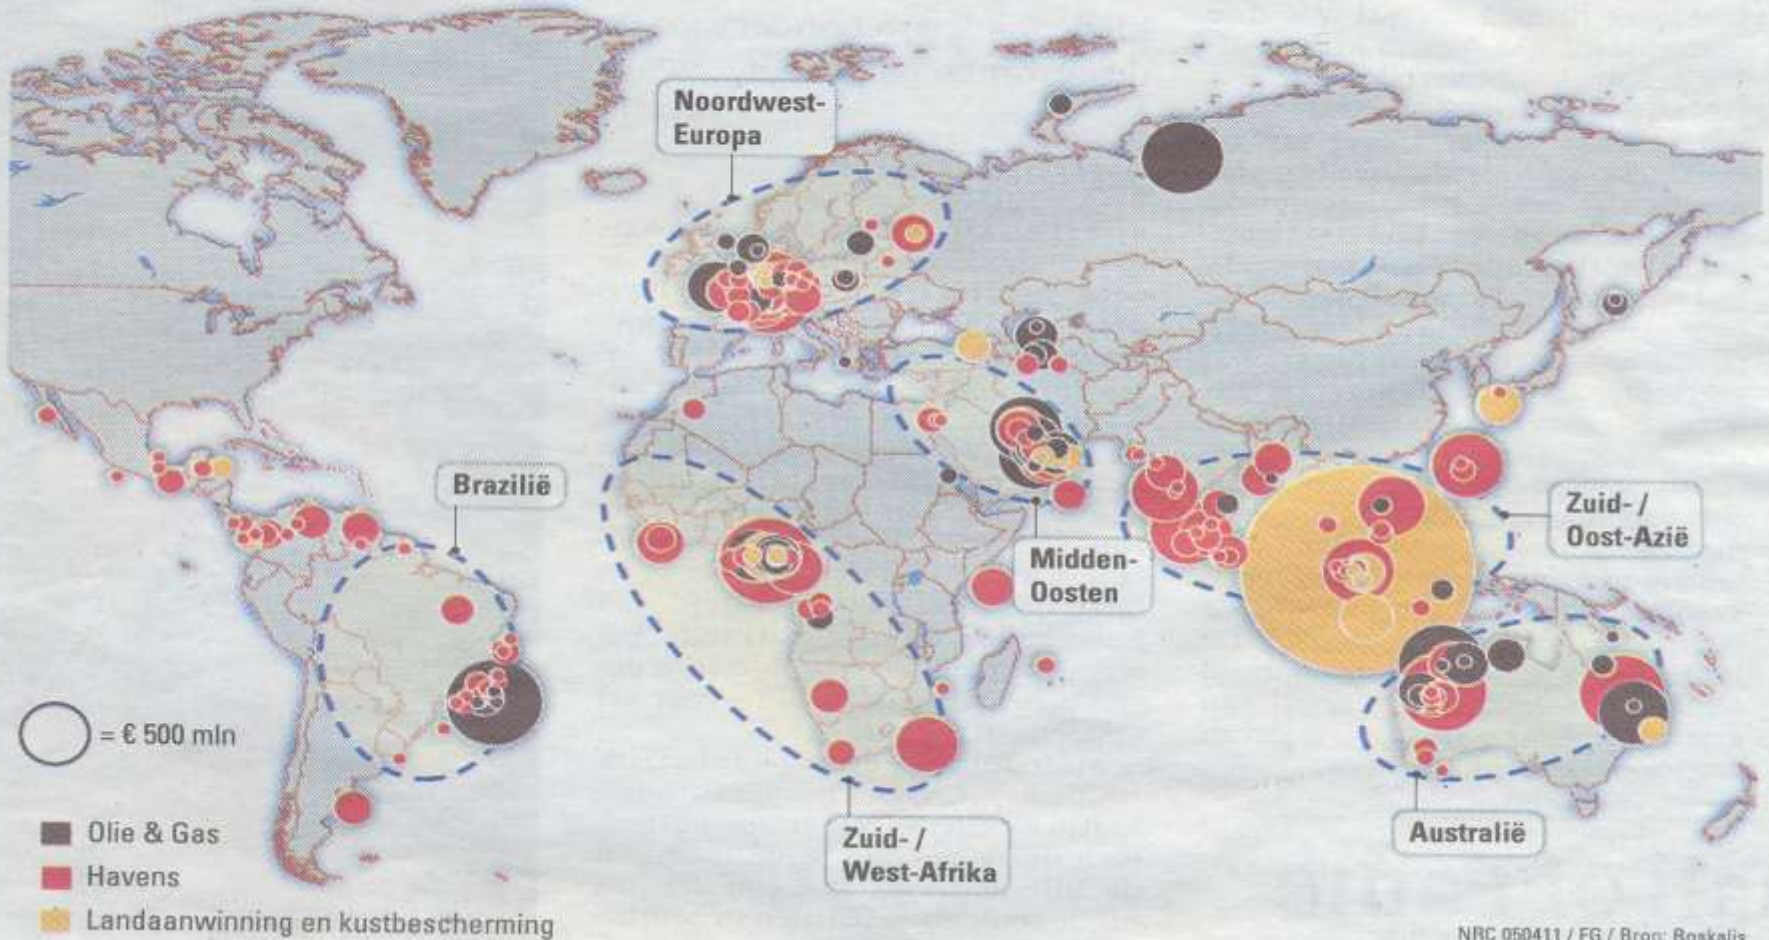 Noordwest-
Europa
Brazilië
Midden-
Oosten
Zuid- /
Oost-Azië
Zuid- /
West-Afrika
Australië
= € 500 mln
Olie & Gas
Havens
Landaanwinning en kustbescherming
NRC 050411 / FG / Bron: Boskalis